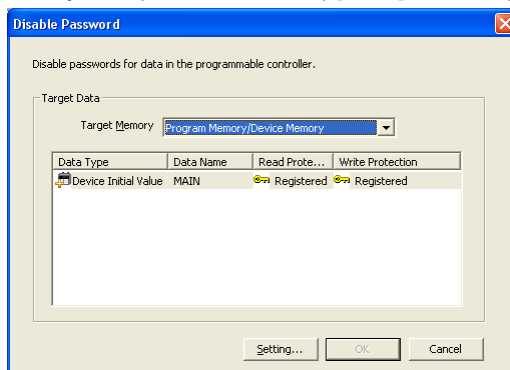 Disable Password
Disable passwords for data in the programmable controller.
Target Data
Target Memory Program Memory/Device Memory
Data Type Data Name Read Prote... Write Protection
Device Initial Value MAIN Registered Registered
Setting... OK Cancel